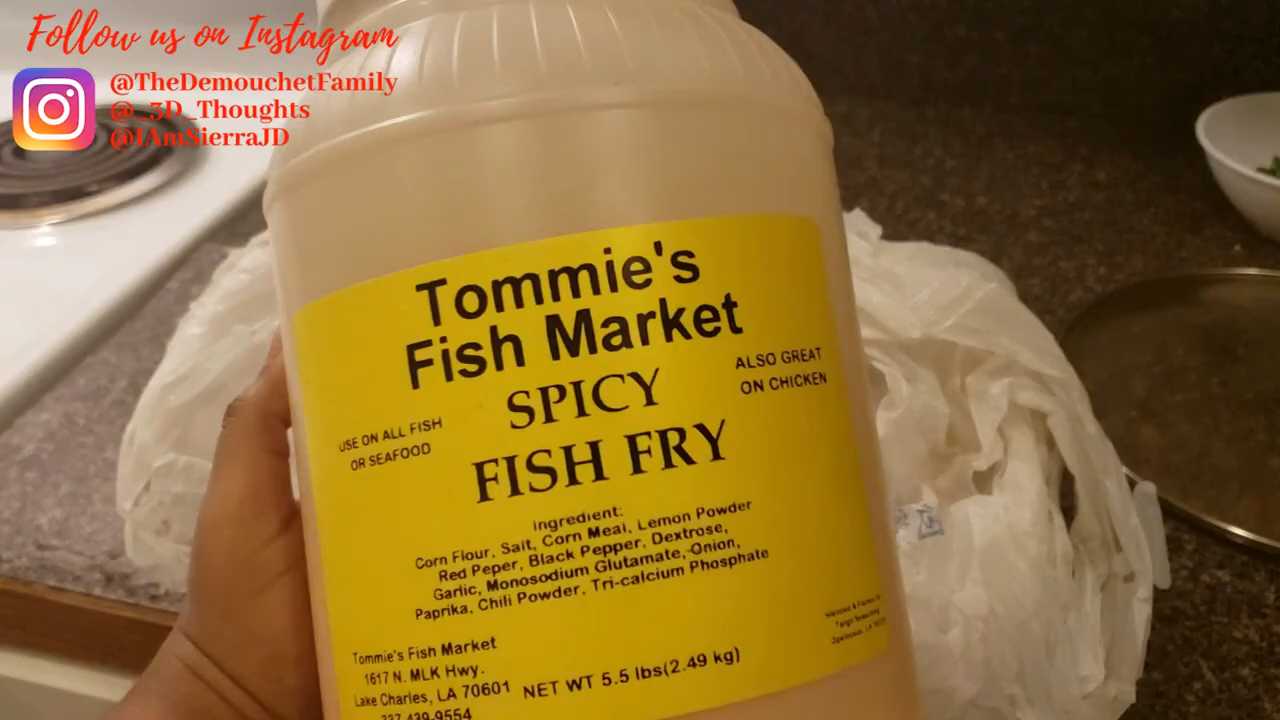 Follow us on Instagram
@TheDemouchetFamily
@_3D_Thoughts
@IAmSierraJD
Tommie's
Fish Market
SPICY
FISH FRY
ALSO GREAT
ON CHICKEN
USE ON ALL FISH
OR SEAFOOD
Ingredient:
Corn Flour, Salt, Corn Meal, Lemon Powder
Red Peper, Black Pepper, Dextrose,
Garlic, Monosodium Glutamate, Onion,
Paprika, Chili Powder, Tri-calcium Phosphate
Tommie's Fish Market
1617 N. MLK Hwy.
Lake Charles, LA 70601
337-439-9554
NET WT 5.5 lbs(2.49 kg)